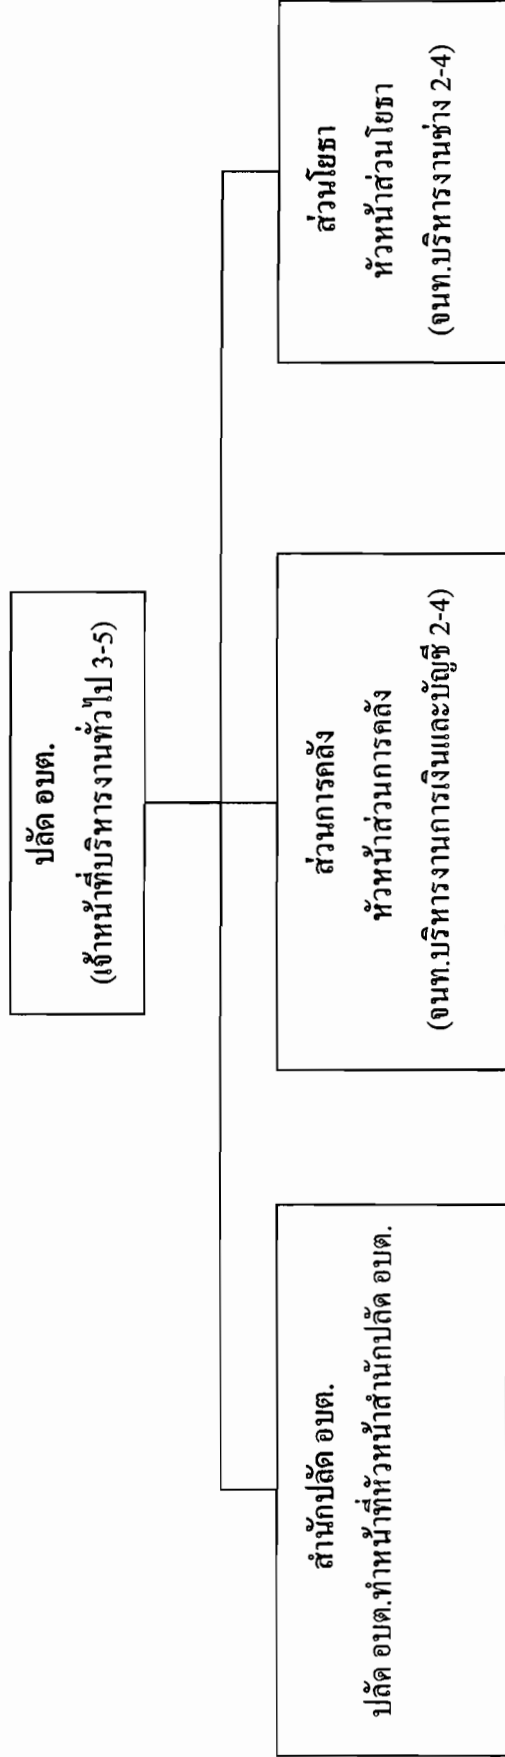 ปลัด อบต.
(เจ้าหน้าที่บริหารงานทั่วไป 3-5)
สำนักปลัด อบต.
ปลัด อบต.ทำหน้าที่หัวหน้าสำนักปลัด อบต.
ส่วนการคลัง
หัวหน้าส่วนการคลัง
(จนท.บริหารงานการเงินและบัญชี 2-4)
ส่วนโยธา
หัวหน้าส่วนโยธา
(จนท.บริหารงานช่าง 2-4)